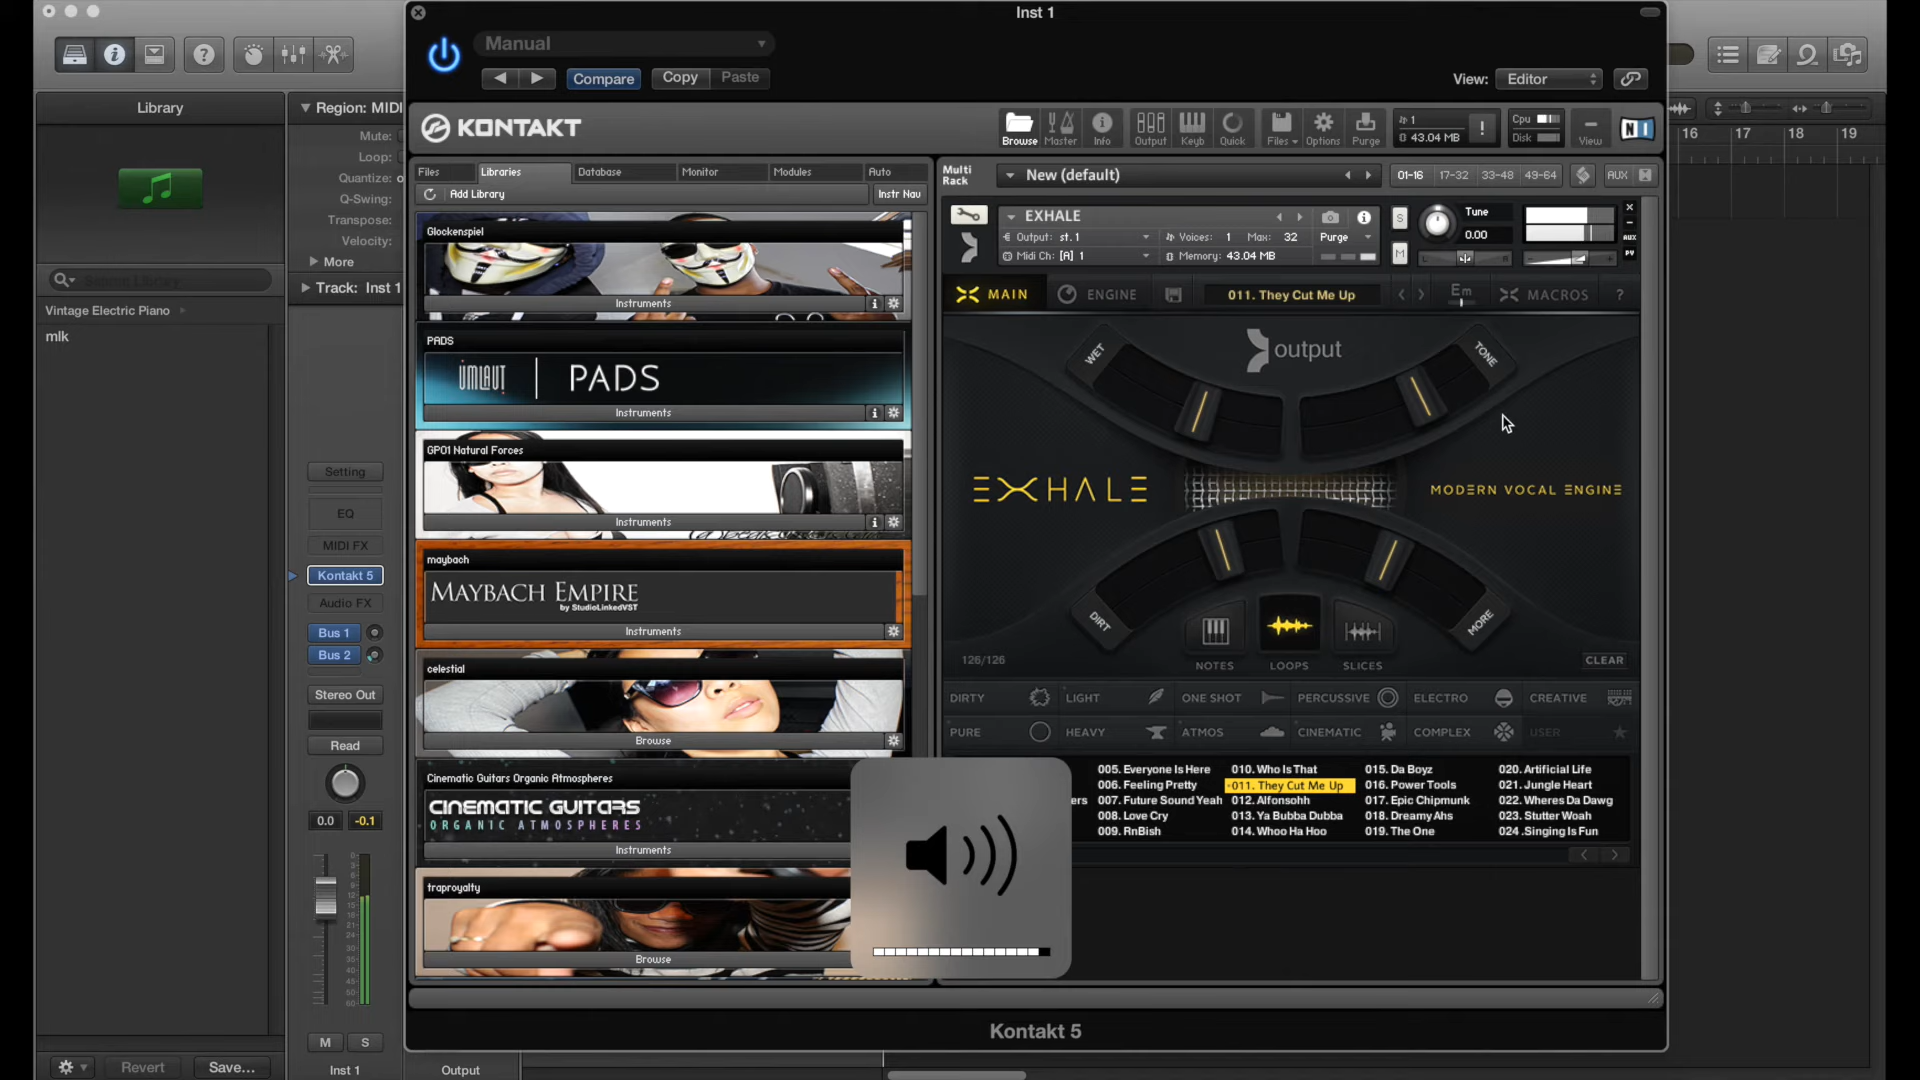 Inst 1
Manual
Compare
Copy
Paste
View:
Editor
Library
Region: MIDI
Mute:
Loop:
Quantize: o
Q-Swing:
Transpose:
Velocity:
More
Track: Inst 1
Search Library
Vintage Electric Piano
mlk
Setting
EQ
MIDI FX
Kontakt 5
Audio FX
Bus 1
Bus 2
Stereo Out
Read
0.0
-0.1
M
S
Revert
Save...
Inst 1
Output
KONTAKT
Browse
Master
Info
Output
Keyb
Quick
Files
Options
Purge
1
43.04 MB
!
Cpu
Disk
View
NI
16
17
18
19
Files
Libraries
Database
Monitor
Modules
Auto
Add Library
Instr Nav
Glockenspiel
Instruments
PADS
ÜMLAUT
PADS
Instruments
GP01 Natural Forces
Instruments
maybach
MAYBACH EMPIRE
by StudioLinkedVST
Instruments
celestial
Browse
Cinematic Guitars Organic Atmospheres
CINEMATIC GUITARS
ORGANIC ATMOSPHERES
Instruments
traproyalty
Browse
Multi
Rack
New (default)
01-16
17-32
33-48
49-64
AUX
EXHALE
Output: st.1
Voices: 1
Max: 32
Purge
Midi Ch: [A] 1
Memory: 43.04 MB
S
M
Tune
0.00
L
R
AUX
PV
MAIN
ENGINE
011. They Cut Me Up
Em
MACROS
?
WET
output
TONE
EXHALE
MODERN VOCAL ENGINE
DIRT
MORE
NOTES
LOOPS
SLICES
126/126
CLEAR
DIRTY
LIGHT
ONE SHOT
PERCUSSIVE
ELECTRO
CREATIVE
PURE
HEAVY
ATMOS
CINEMATIC
COMPLEX
USER
005. Everyone Is Here
006. Feeling Pretty
007. Future Sound Yeah
008. Love Cry
009. RnBish
010. Who Is That
011. They Cut Me Up
012. Alfonsohh
013. Ya Bubba Dubba
014. Whoo Ha Hoo
015. Da Boyz
016. Power Tools
017. Epic Chipmunk
018. Dreamy Ahs
019. The One
020. Artificial Life
021. Jungle Heart
022. Wheres Da Dawg
023. Stutter Woah
024. Singing Is Fun
ers
Kontakt 5